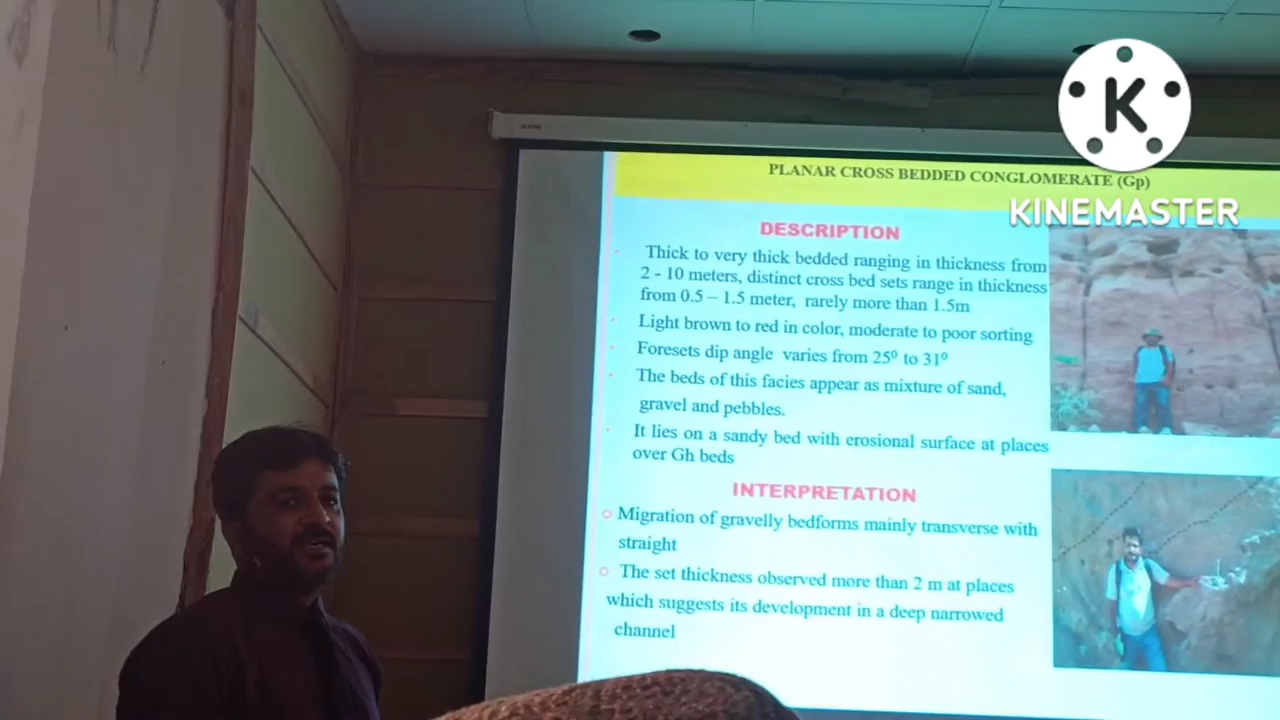 PLANAR CROSS BEDDED CONGLOMERATE (Gp)
K
KINEMASTER
DESCRIPTION
Thick to very thick bedded ranging in thickness from
2 - 10 meters, distinct cross bed sets range in thickness
from 0.5 – 1.5 meter, rarely more than 1.5m
Light brown to red in color, moderate to poor sorting
Foresets dip angle varies from 25⁰ to 31⁰
The beds of this facies appear as mixture of sand,
gravel and pebbles.
It lies on a sandy bed with erosional surface at places
over Gh beds
INTERPRETATION
Migration of gravelly bedforms mainly transverse with
straight
The set thickness observed more than 2 m at places
which suggests its development in a deep narrowed
channel